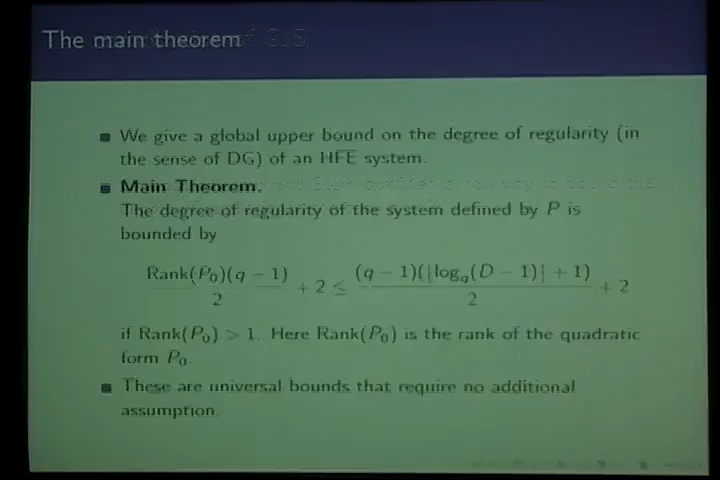 The main theorem
We give a global upper bound on the degree of regularity (in
the sense of DG) of an HFE system.
Main Theorem.
The degree of regularity of the system defined by P is
bounded by
Rank(P₀)(q − 1)/2 + 2 ≤ (q − 1)(⌊log_q(D − 1)⌋ + 1)/2 + 2
if Rank(P₀) > 1. Here Rank(P₀) is the rank of the quadratic
form P₀.
These are universal bounds that require no additional
assumption.